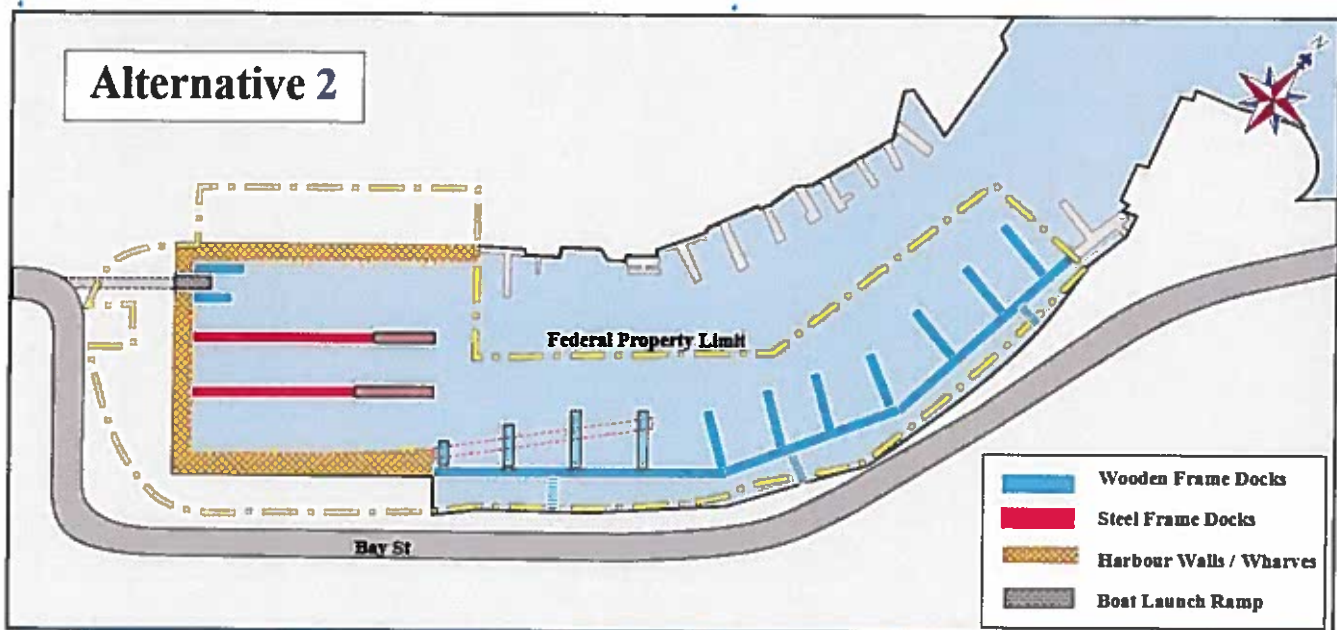 Alternative 2
N
Federal Property Limit
Bay St
Wooden Frame Docks
Steel Frame Docks
Harbour Walls / Wharves
Boat Launch Ramp